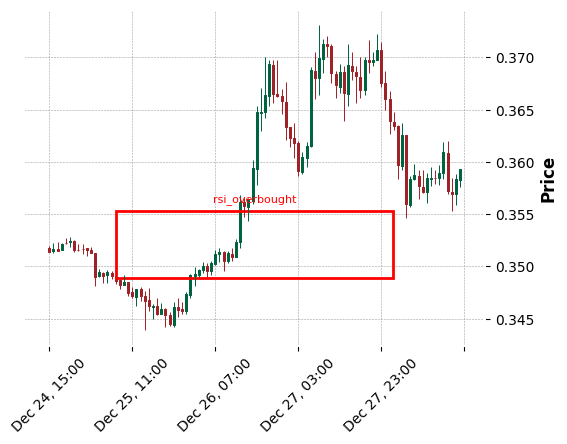 0.370
0.365
0.360
rsi_overbought
0.355
0.350
0.345
Price
Dec 24, 15:00
Dec 25, 11:00
Dec 26, 07:00
Dec 27, 03:00
Dec 27, 23:00